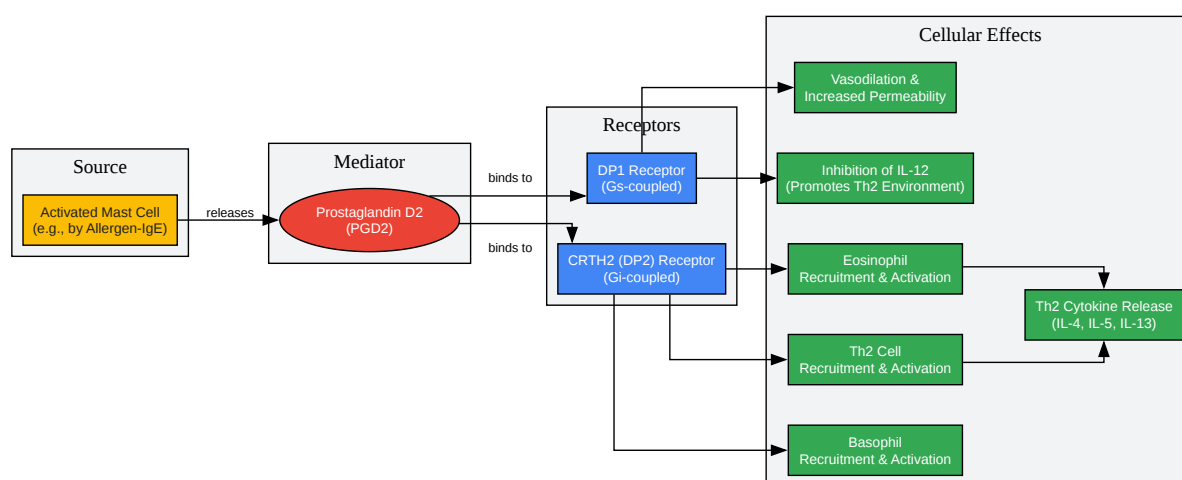 Source
Activated Mast Cell
(e.g., by Allergen-IgE)
releases
Mediator
Prostaglandin D2
(PGD2)
binds to
binds to
Receptors
DP1 Receptor
(Gs-coupled)
CRTH2 (DP2) Receptor
(Gi-coupled)
Cellular Effects
Vasodilation &
Increased Permeability
Inhibition of IL-12
(Promotes Th2 Environment)
Eosinophil
Recruitment & Activation
Th2 Cell
Recruitment & Activation
Basophil
Recruitment & Activation
Th2 Cytokine Release
(IL-4, IL-5, IL-13)